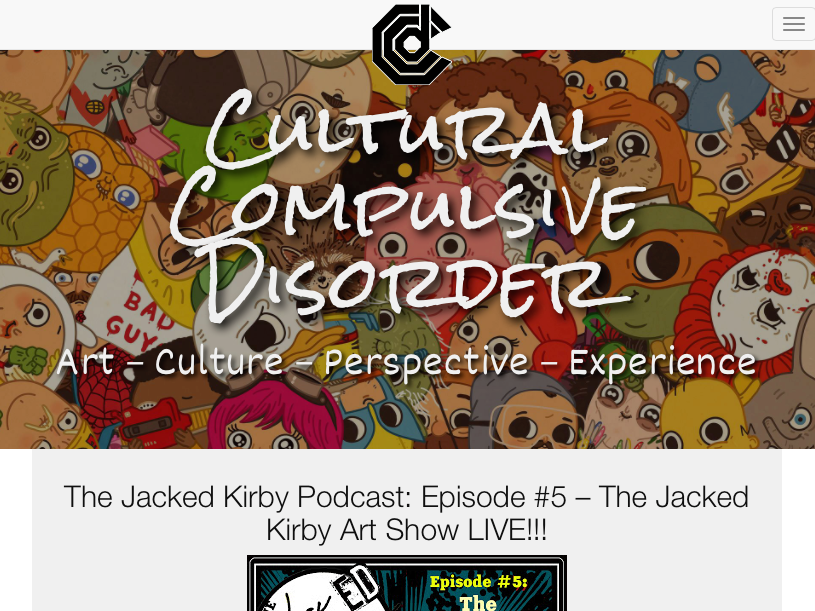 Cultural
Compulsive
Disorder
BAD
GUY
Art – Culture – Perspective – Experience
The Jacked Kirby Podcast: Episode #5 – The Jacked
Kirby Art Show LIVE!!!
ED
Episode #5:
The